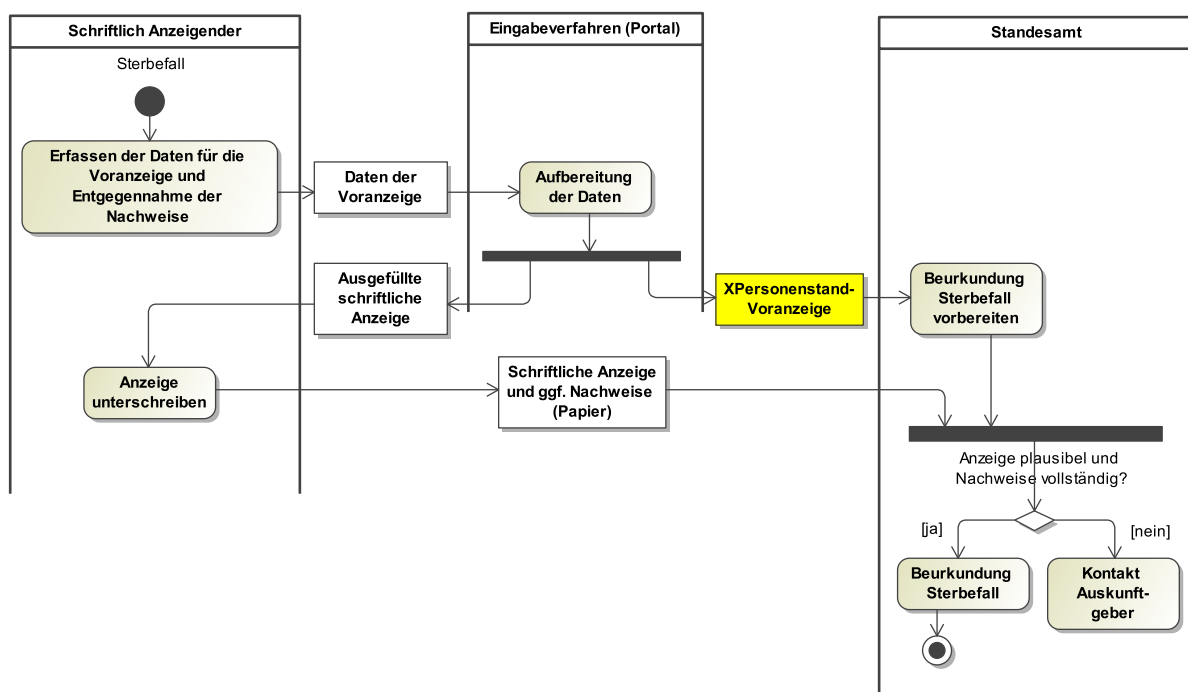 Schriftlich Anzeigender
Eingabeverfahren (Portal)
Standesamt
Sterbefall
Erfassen der Daten für die
Voranzeige und
Entgegennahme der
Nachweise
Daten der
Voranzeige
Aufbereitung
der Daten
Ausgefüllte
schriftliche
Anzeige
XPersonenstand-
Voranzeige
Beurkundung
Sterbefall
vorbereiten
Anzeige
unterschreiben
Schriftliche Anzeige
und ggf. Nachweise
(Papier)
Anzeige plausibel und
Nachweise vollständig?
[ja]
[nein]
Beurkundung
Sterbefall
Kontakt
Auskunft-
geber